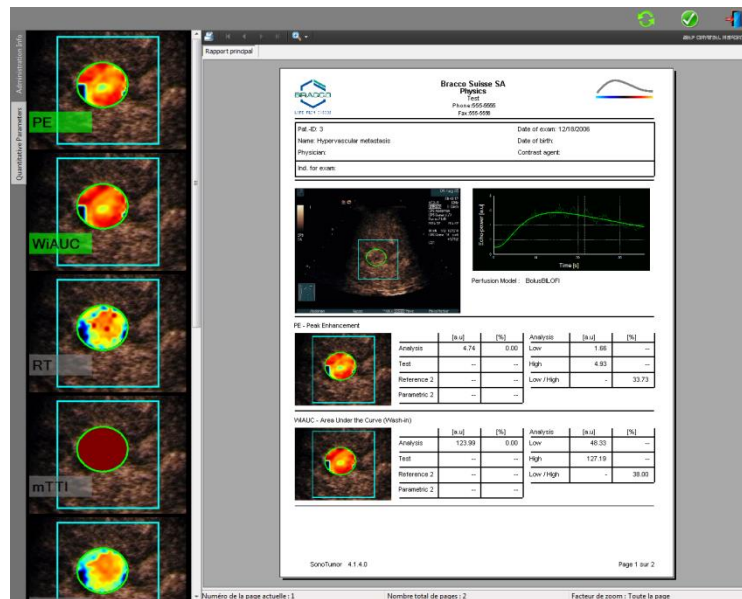 Administration Info
Quantitative Parameters
PE
WiAUC
RT
mTTI
Rapport principal
BRACCO
LIFE FROM INSIDE
Bracco Suisse SA
Physics
Test
Phone:555-5555
Fax:555-5556
Pat.-ID: 3
Date of exam: 12/18/2006
Name: Hypervascular metastasis
Date of birth:
Physician:
Contrast agent:
Ind. for exam:
Echo-power [a.u]
Time [s]
Perfusion Model : BolusBILOFI
PE - Peak Enhancement
[a.u] [%] Analysis [a.u] [%]
Analysis 4.74 0.00 Low 1.66 --
Test -- -- High 4.93 --
Reference 2 -- -- Low / High - 33.73
Parametric 2 -- --
WiAUC - Area Under the Curve (Wash-in)
[a.u] [%] Analysis [a.u] [%]
Analysis 123.99 0.00 Low 48.33 --
Test -- -- High 127.19 --
Reference 2 -- -- Low / High - 38.00
Parametric 2 -- --
SonoTumor 4.1.4.0
Page 1 sur 2
Numéro de la page actuelle : 1
Nombre total de pages : 2
Facteur de zoom : Toute la page